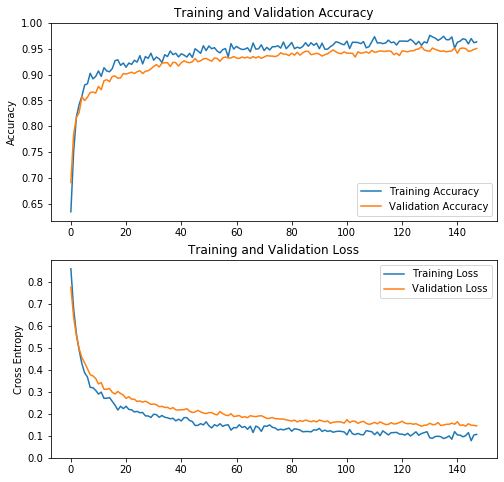 Training and Validation Accuracy
1.00
0.95
0.90
0.85
0.80
0.75
0.70
0.65
Accuracy
Training Accuracy
Validation Accuracy
0 20 40 60 80 100 120 140
Training and Validation Loss
0.8
0.7
0.6
0.5
0.4
0.3
0.2
0.1
0.0
Cross Entropy
Training Loss
Validation Loss
0 20 40 60 80 100 120 140